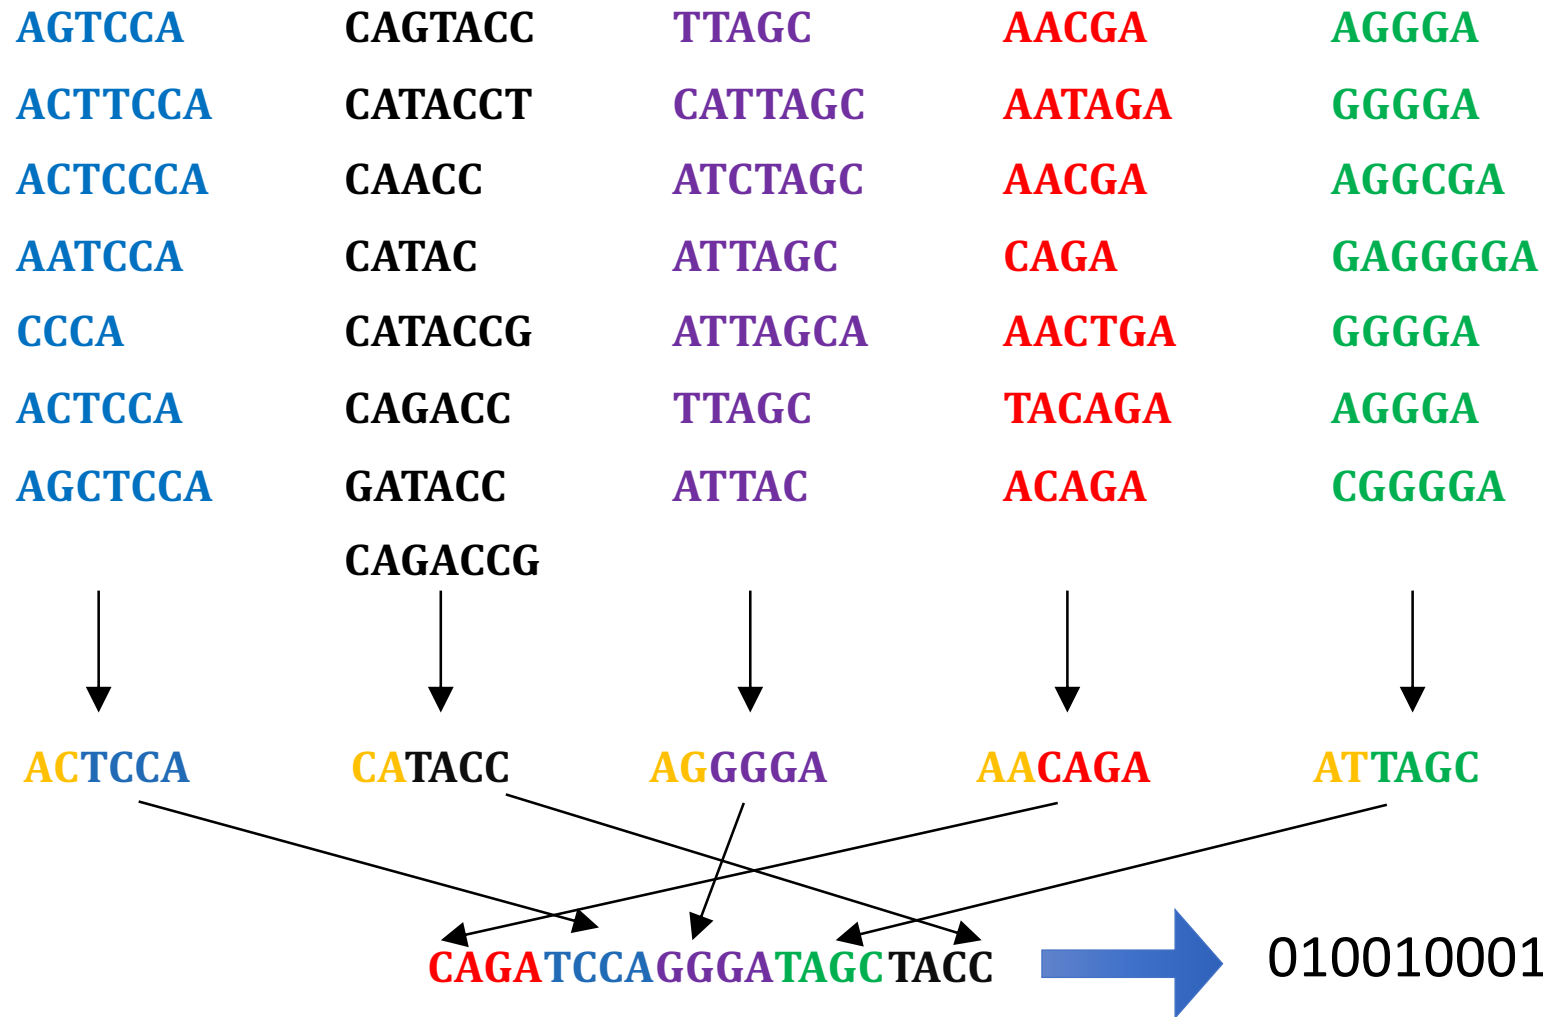 AGTCCA CAGTACC TTAGC AACGA AGGGA
ACTTCCA CATACCT CATTAGC AATAGA GGGGA
ACTCCCA CAACC ATCTAGC AACGA AGGCGA
AATCCA CATAC ATTAGC CAGA GAGGGGA
CCCA CATACCG ATTAGCA AACTGA GGGGA
ACTCCA CAGACC TTAGC TACAGA AGGGA
AGCTCCA GATACC ATTAC ACAGA CGGGGA
CAGACCG
ACTCCA CATACC AGGGGA AACAGA ATTAGC
CAGATCCAGGGATAGCTACC 010010001